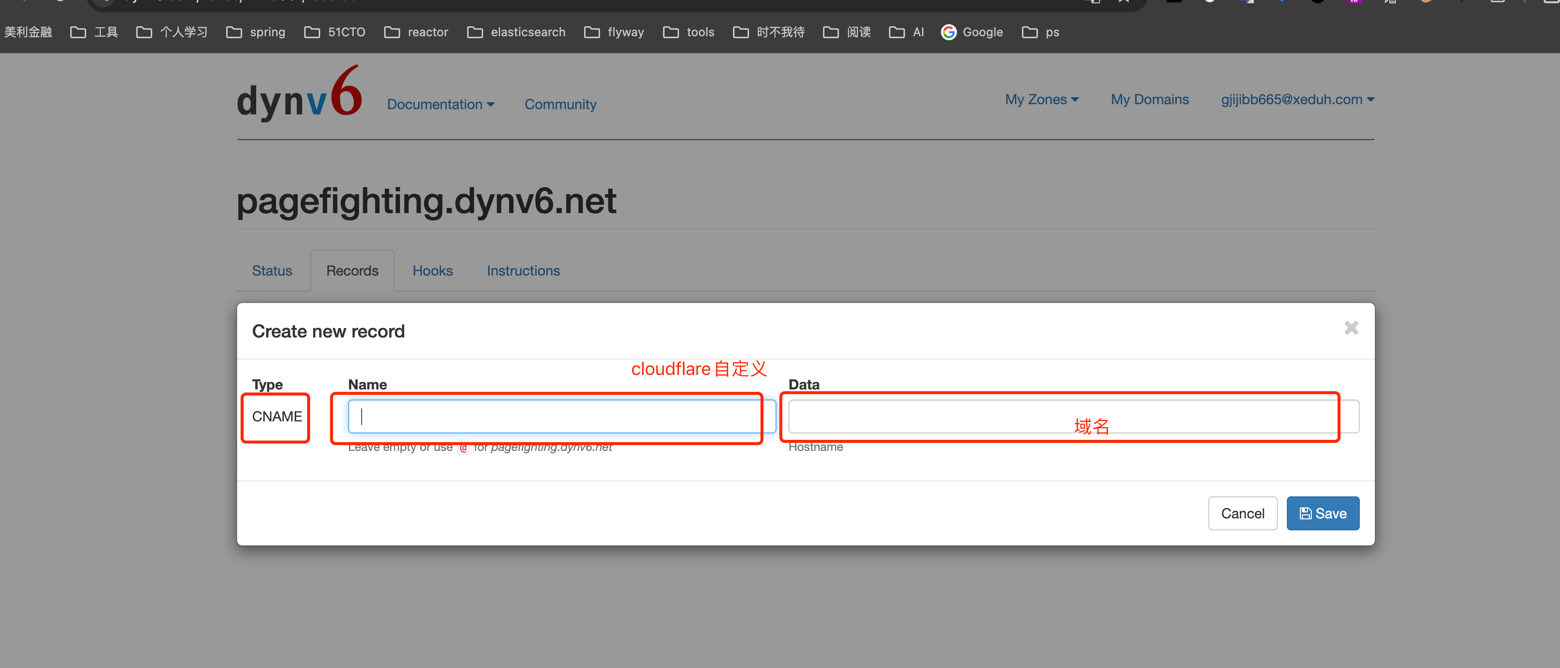 美利金融 工具 个人学习 spring 51CTO reactor elasticsearch flyway tools 时不我待 阅读 AI Google ps
dynv6 Documentation Community My Zones My Domains gjijibb665@xeduh.com
pagefighting.dynv6.net
Status Records Hooks Instructions
Create new record
cloudflare自定义
Type Name Data
CNAME 域名
Leave empty or use @ for pagefighting.dynv6.net Hostname
Cancel Save